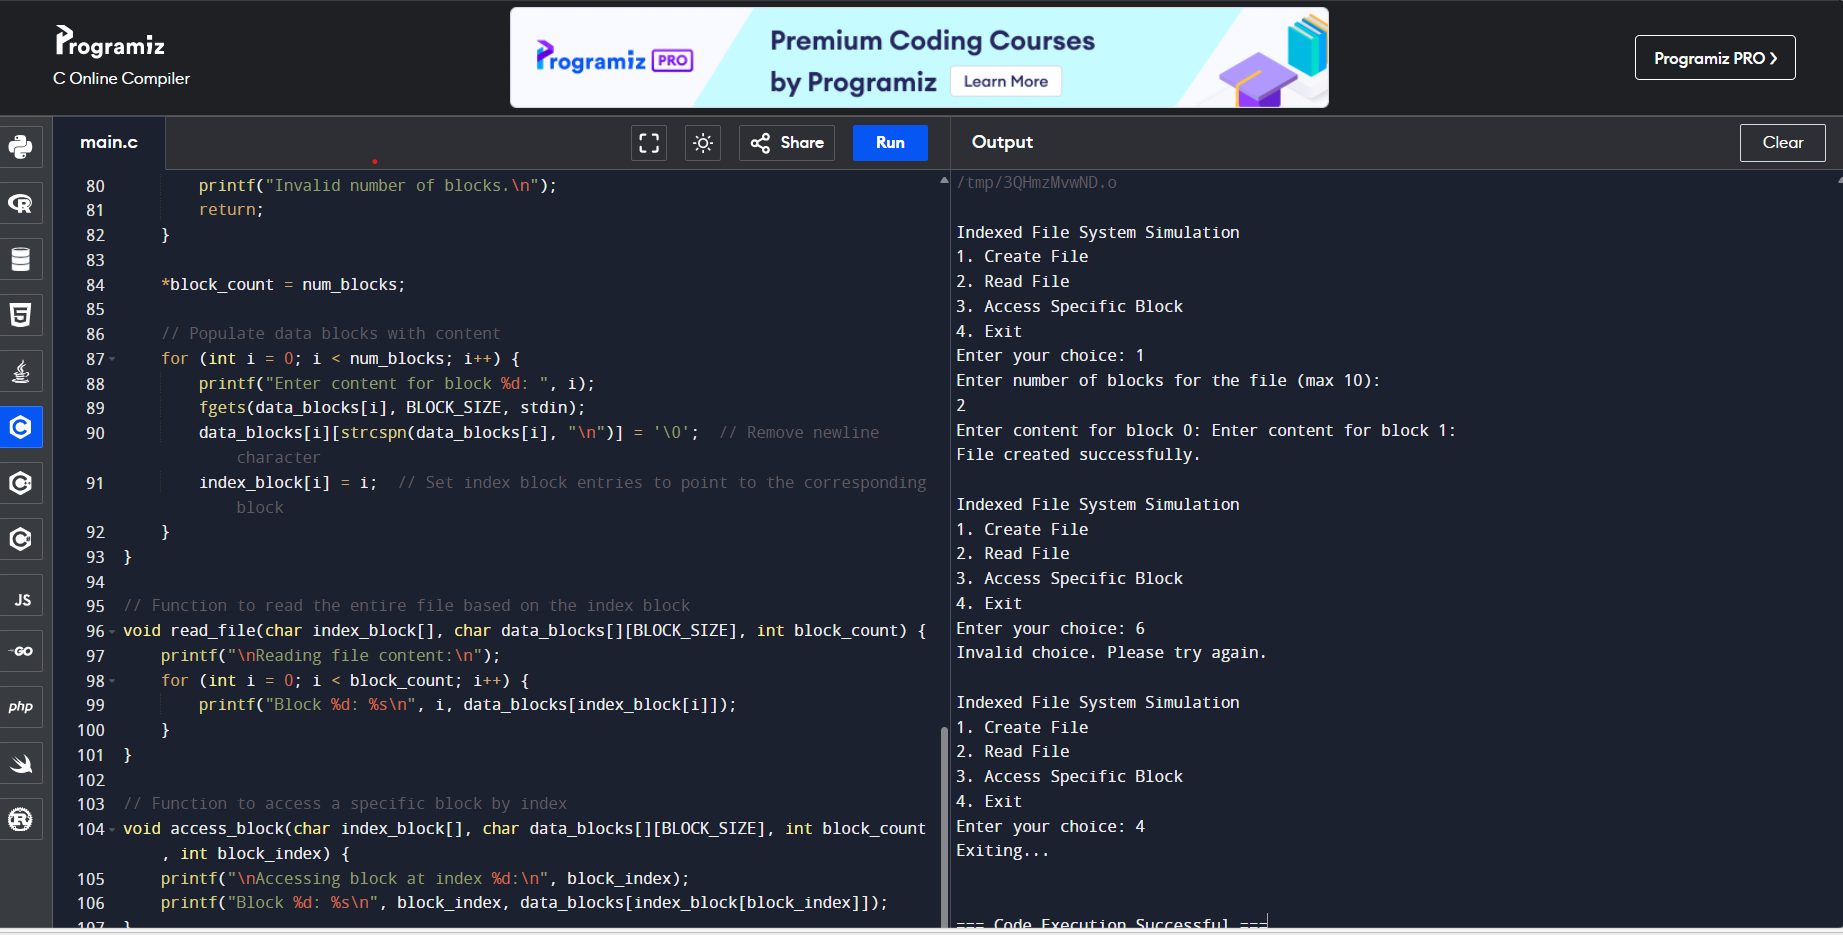 Programiz
C Online Compiler
Programiz PRO
Premium Coding Courses
by Programiz
Learn More
Programiz PRO ❯
main.c
Share
Run
Output
Clear
JS
GO
php
80 printf("Invalid number of blocks.\n");
81 return;
82 }
83
84 *block_count = num_blocks;
85
86 // Populate data blocks with content
87 for (int i = 0; i < num_blocks; i++) {
88 printf("Enter content for block %d: ", i);
89 fgets(data_blocks[i], BLOCK_SIZE, stdin);
90 data_blocks[i][strcspn(data_blocks[i], "\n")] = '\0'; // Remove newline
character
91 index_block[i] = i; // Set index block entries to point to the corresponding
block
92 }
93 }
94
95 // Function to read the entire file based on the index block
96 void read_file(char index_block[], char data_blocks[][BLOCK_SIZE], int block_count) {
97 printf("\nReading file content:\n");
98 for (int i = 0; i < block_count; i++) {
99 printf("Block %d: %s\n", i, data_blocks[index_block[i]]);
100 }
101 }
102
103 // Function to access a specific block by index
104 void access_block(char index_block[], char data_blocks[][BLOCK_SIZE], int block_count
, int block_index) {
105 printf("\nAccessing block at index %d:\n", block_index);
106 printf("Block %d: %s\n", block_index, data_blocks[index_block[block_index]]);
107 }
/tmp/3QHmzMvwND.o
Indexed File System Simulation
1. Create File
2. Read File
3. Access Specific Block
4. Exit
Enter your choice: 1
Enter number of blocks for the file (max 10):
2
Enter content for block 0: Enter content for block 1:
File created successfully.
Indexed File System Simulation
1. Create File
2. Read File
3. Access Specific Block
4. Exit
Enter your choice: 6
Invalid choice. Please try again.
Indexed File System Simulation
1. Create File
2. Read File
3. Access Specific Block
4. Exit
Enter your choice: 4
Exiting...
=== Code Execution Successful ===